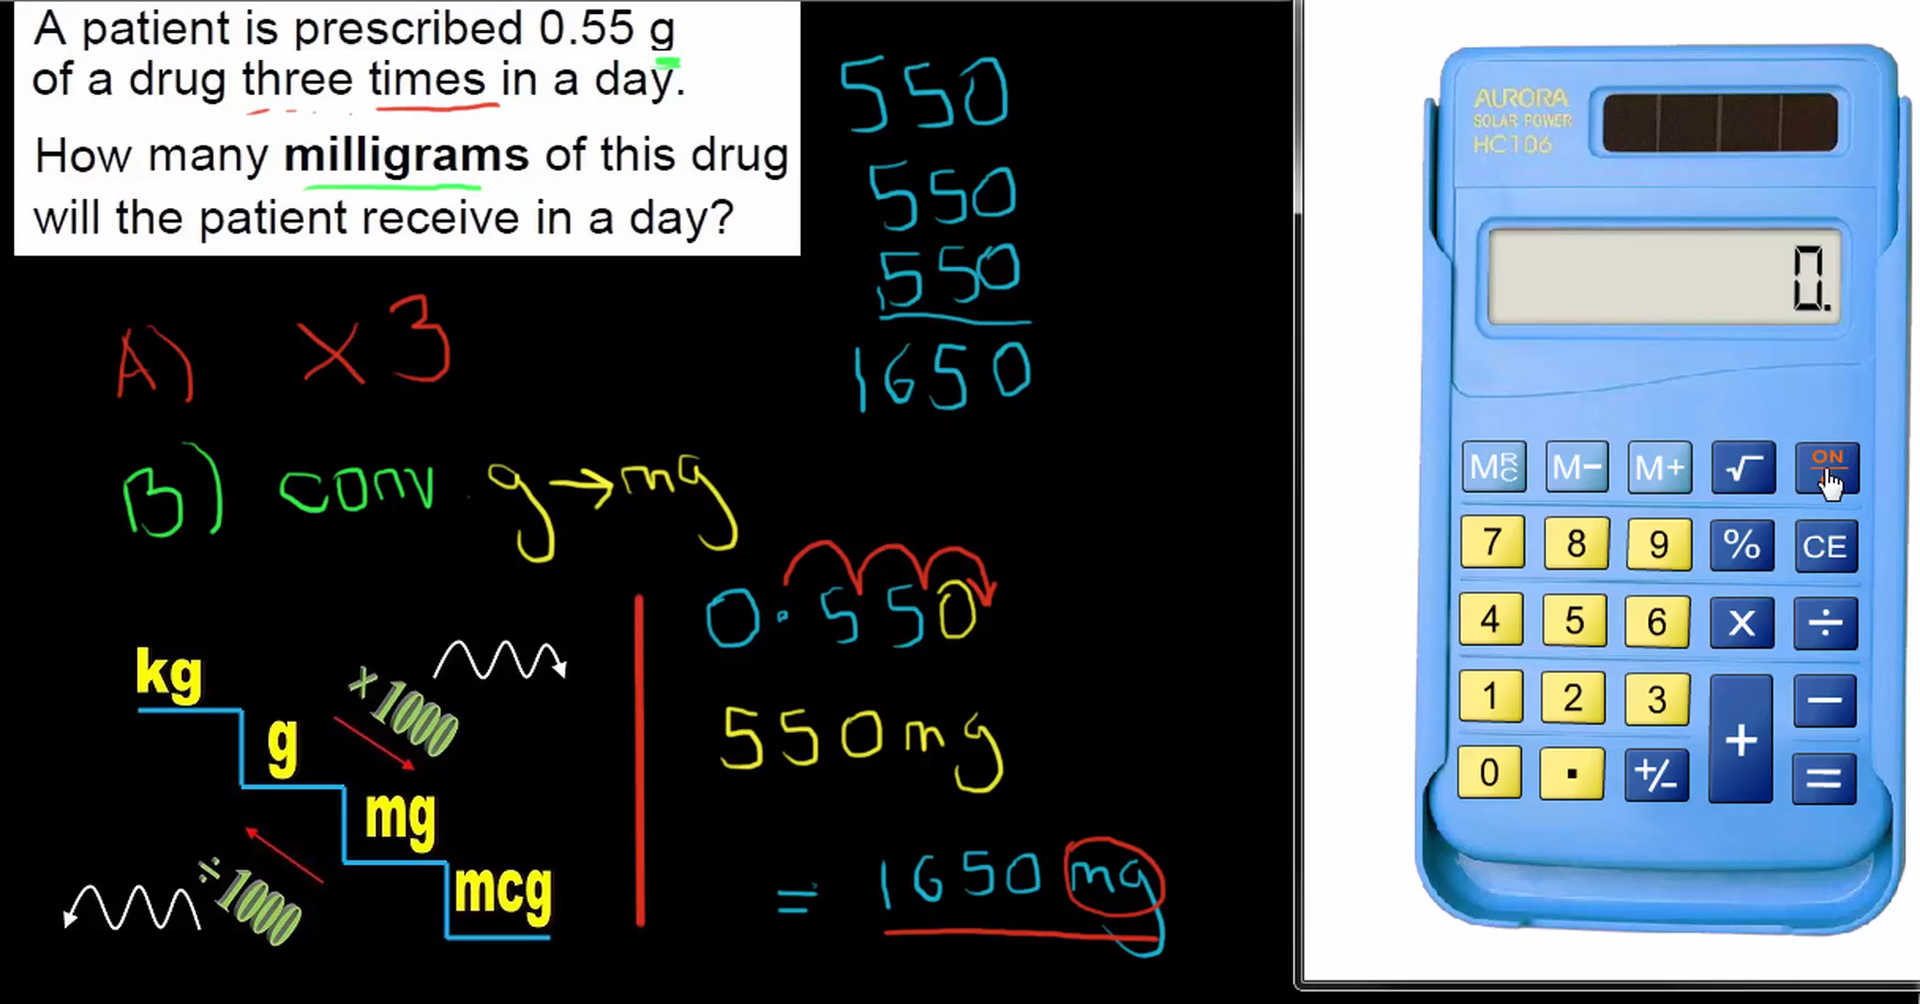 A patient is prescribed 0.55 g
of a drug three times in a day.
How many milligrams of this drug
will the patient receive in a day?
550
550
550
1650
A) × 3
B) conv g → mg
0.550
550 mg
= 1650 mg
kg
g
mg
mcg
× 1000
÷ 1000
AURORA
SOLAR POWER
HC106
0.
MRC M− M+ √ ON
7 8 9 % CE
4 5 6 X ÷
1 2 3 + −
0 . +/− =